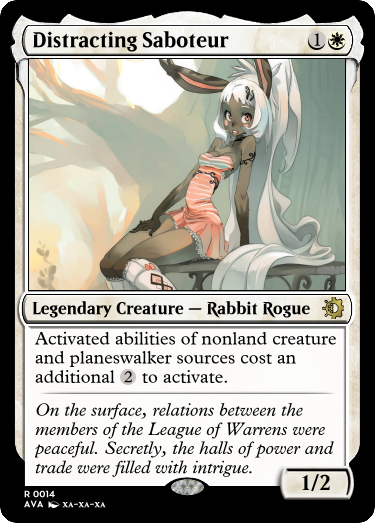 Distracting Saboteur 1
Legendary Creature — Rabbit Rogue
Activated abilities of nonland creature
and planeswalker sources cost an
additional 2 to activate.
On the surface, relations between the
members of the League of Warrens were
peaceful. Secretly, the halls of power and
trade were filled with intrigue.
1/2
R 0014
AVA XA-XA-XA